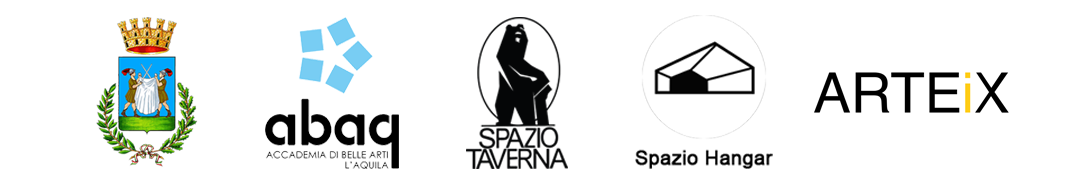 abaq
ACCADEMIA DI BELLE ARTI
L'AQUILA
SPAZIO
TAVERNA
Spazio Hangar
ARTEiX